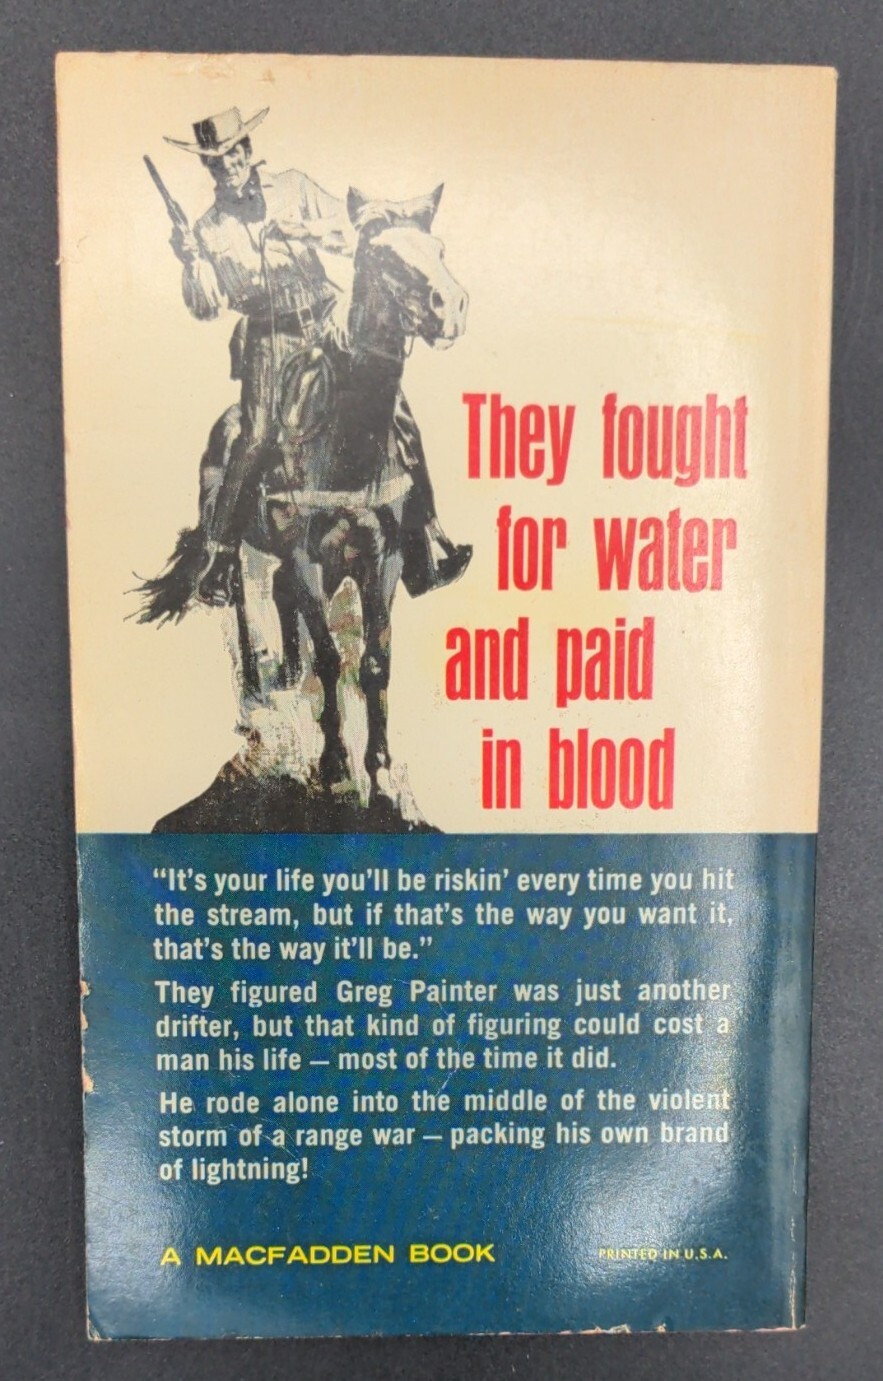 They fought
for water
and paid
in blood
“It's your life you'll be riskin' every time you hit
the stream, but if that's the way you want it,
that's the way it'll be.”
They figured Greg Painter was just another
drifter, but that kind of figuring could cost a
man his life — most of the time it did.
He rode alone into the middle of the violent
storm of a range war — packing his own brand
of lightning!
A MACFADDEN BOOK
PRINTED IN U.S.A.